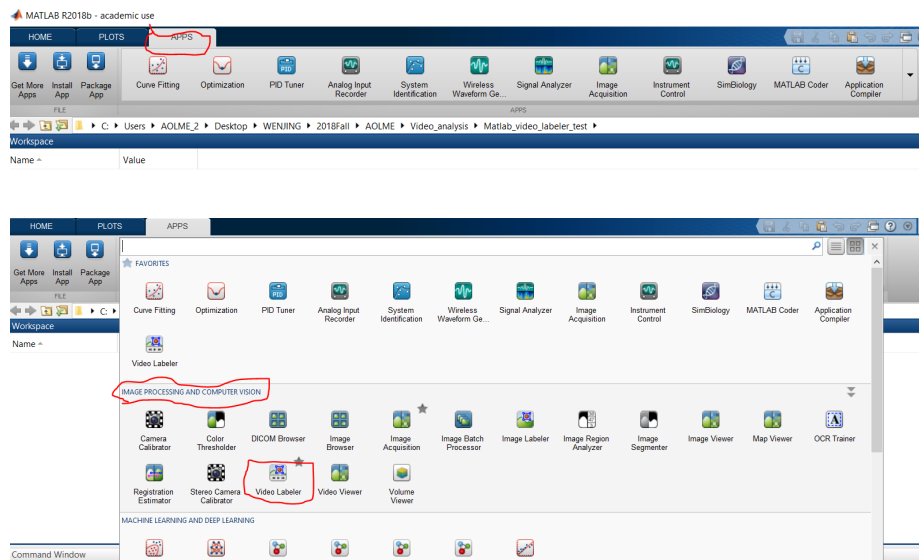 MATLAB R2018b - academic use
HOME PLOTS APPS
Get More Apps
Install App
Package App
Curve Fitting
Optimization
PID Tuner
Analog Input Recorder
System Identification
Wireless Waveform Ge...
Signal Analyzer
Image Acquisition
Instrument Control
SimBiology
MATLAB Coder
Application Compiler
FILE APPS
C: Users AOLME_2 Desktop WENJING 2018Fall AOLME Video_analysis Matlab_video_labeler_test
Workspace
Name Value
HOME PLOTS APPS
Get More Apps
Install App
Package App
FILE
C:
Workspace
Name
FAVORITES
Curve Fitting
Optimization
PID Tuner
Analog Input Recorder
System Identification
Wireless Waveform Ge...
Signal Analyzer
Image Acquisition
Instrument Control
SimBiology
MATLAB Coder
Application Compiler
Video Labeler
IMAGE PROCESSING AND COMPUTER VISION
Camera Calibrator
Color Thresholder
DICOM Browser
Image Browser
Image Acquisition
Image Batch Processor
Image Labeler
Image Region Analyzer
Image Segmenter
Image Viewer
Map Viewer
OCR Trainer
Registration Estimator
Stereo Camera Calibrator
Video Labeler
Video Viewer
Volume Viewer
MACHINE LEARNING AND DEEP LEARNING
Command Window